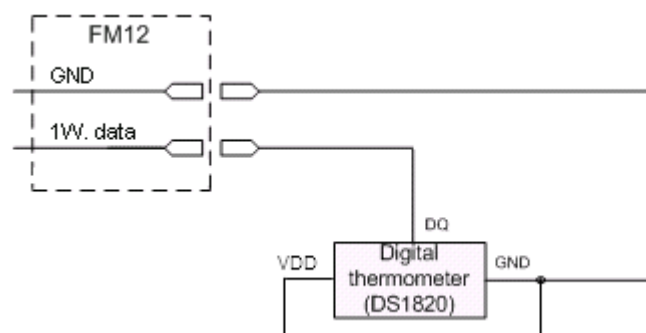 FM12
GND
1W. data
DQ
VDD
Digital
thermometer
(DS1820)
GND